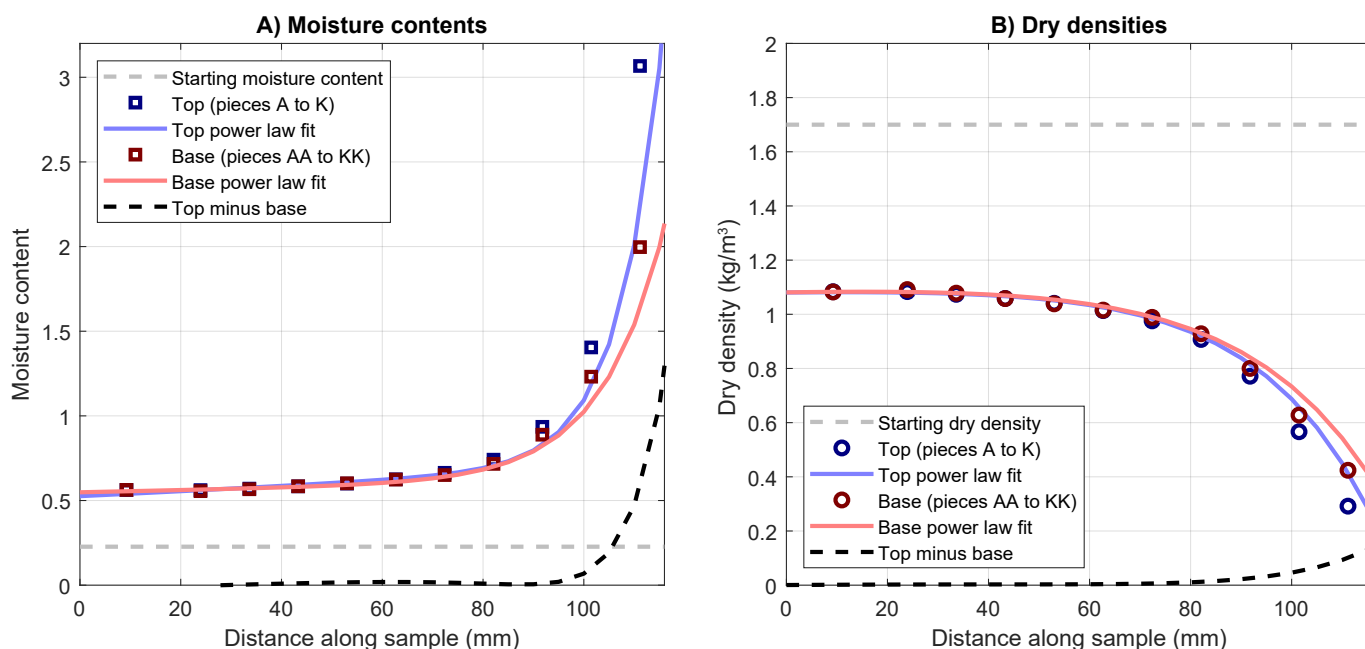 A) Moisture contents
Moisture content
3
2.5
2
1.5
1
0.5
0
Starting moisture content
Top (pieces A to K)
Top power law fit
Base (pieces AA to KK)
Base power law fit
Top minus base
0 20 40 60 80 100
Distance along sample (mm)
B) Dry densities
Dry density (kg/m³)
2
1.8
1.6
1.4
1.2
1
0.8
0.6
0.4
0.2
0
Starting dry density
Top (pieces A to K)
Top power law fit
Base (pieces AA to KK)
Base power law fit
Top minus base
0 20 40 60 80 100
Distance along sample (mm)